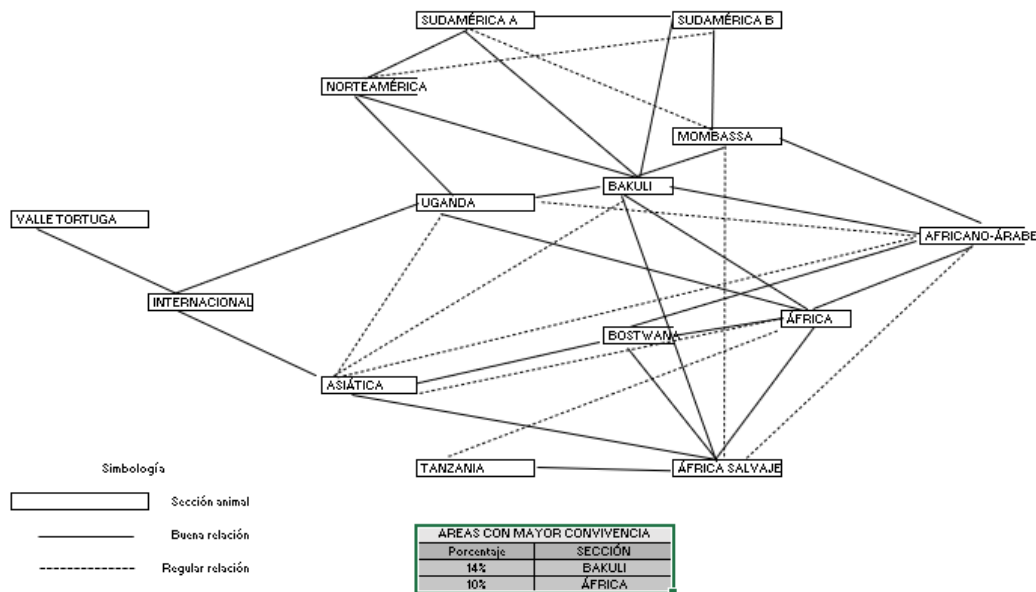 SUDAMÉRICA A
SUDAMÉRICA B
NORTEAMÉRICA
MOMBASSA
BAKULI
UGANDA
VALLE TORTUGA
AFRICANO-ÁRABE
INTERNACIONAL
ÁFRICA
BOSTWANA
ASIÁTICA
TANZANIA
ÁFRICA SALVAJE
Simbología
Sección animal
Buena relación
Regular relación
AREAS CON MAYOR CONVIVENCIA
Porcentaje SECCIÓN
14% BAKULI
10% ÁFRICA